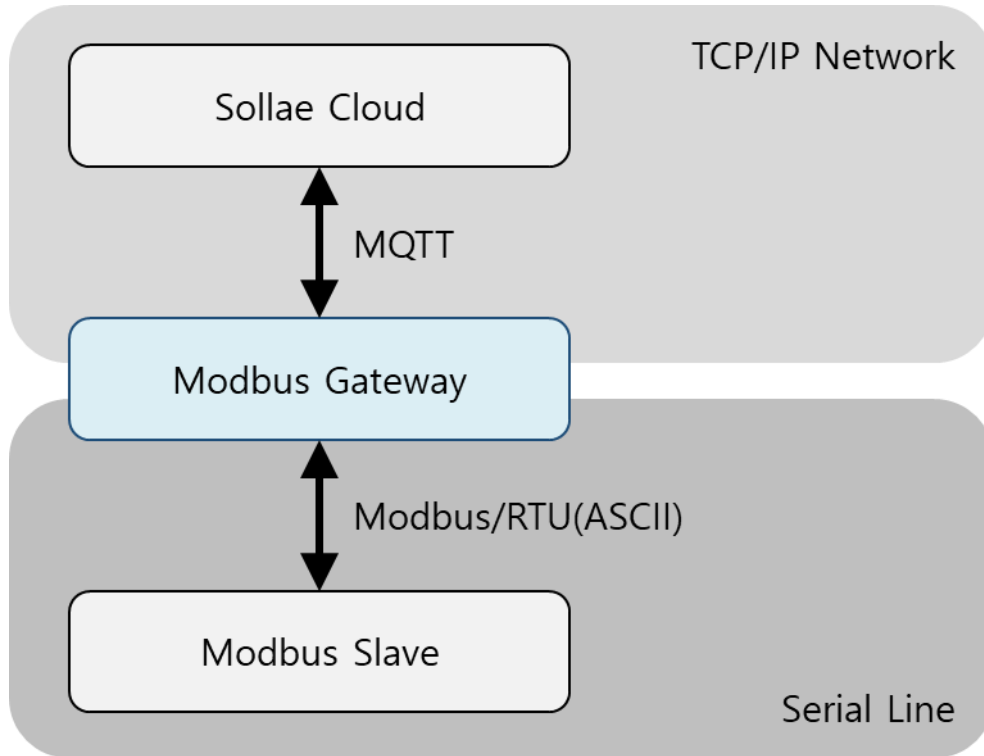 TCP/IP Network
Sollae Cloud
MQTT
Modbus Gateway
Modbus/RTU(ASCII)
Modbus Slave
Serial Line